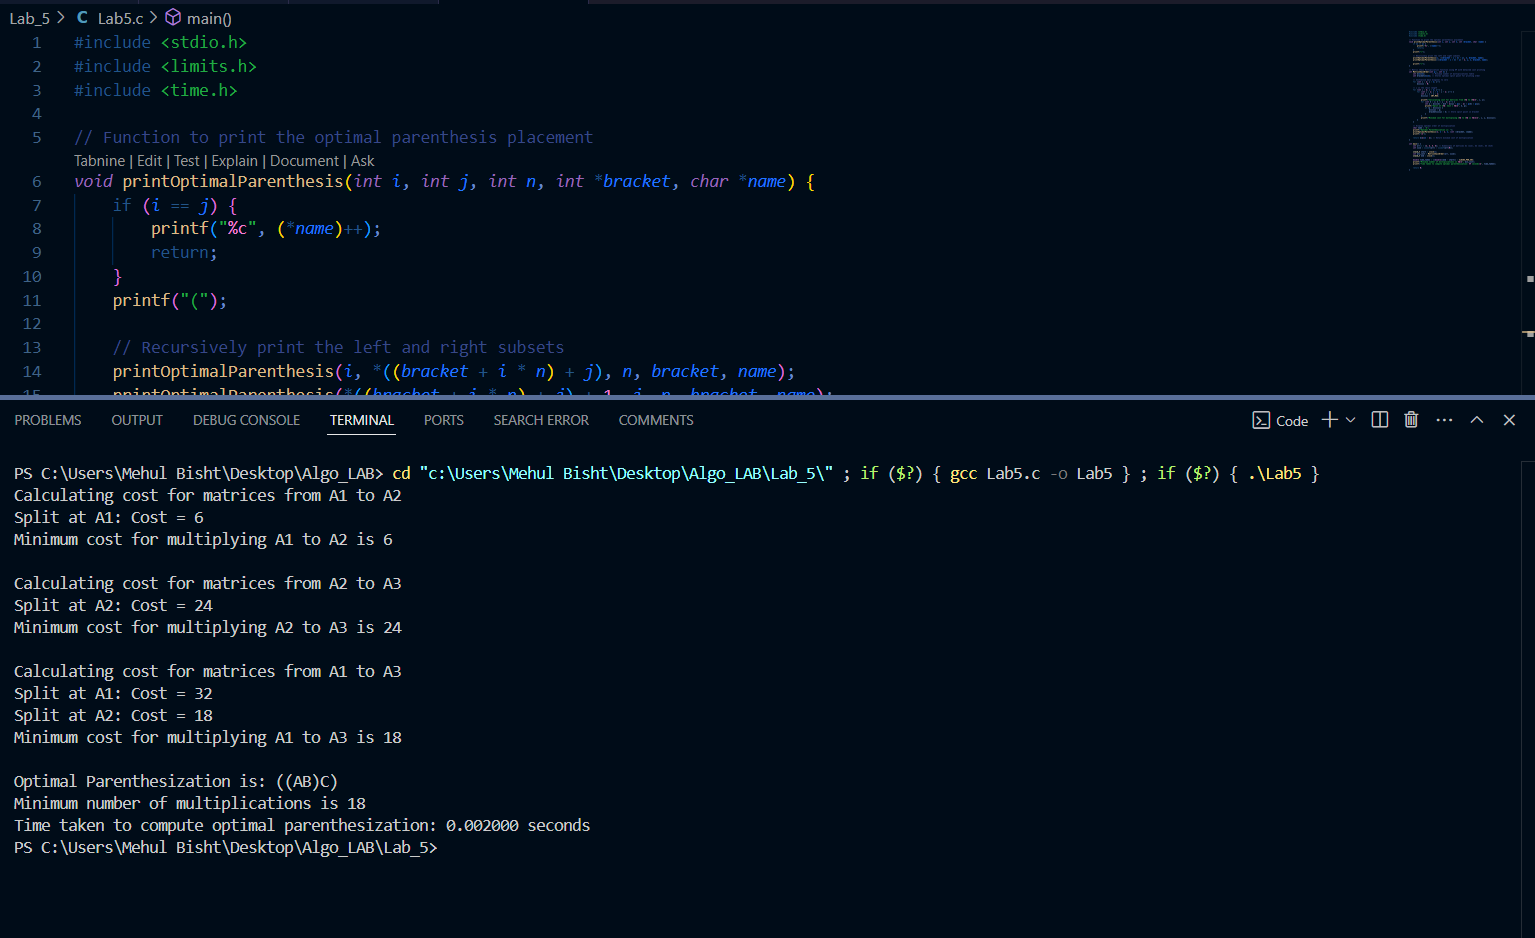 Lab_5 > C Lab5.c > main()
1 #include <stdio.h>
2 #include <limits.h>
3 #include <time.h>
4
5 // Function to print the optimal parenthesis placement
Tabnine | Edit | Test | Explain | Document | Ask
6 void printOptimalParenthesis(int i, int j, int n, int *bracket, char *name) {
7 if (i == j) {
8 printf("%c", (*name)++);
9 return;
10 }
11 printf("(");
12
13 // Recursively print the left and right subsets
14 printOptimalParenthesis(i, *((bracket + i * n) + j), n, bracket, name);
15 printOptimalParenthesis(*((bracket + i * n) + j) + 1, j, n, bracket, name);
PROBLEMS OUTPUT DEBUG CONSOLE TERMINAL PORTS SEARCH ERROR COMMENTS Code
PS C:\Users\Mehul Bisht\Desktop\Algo_LAB> cd "c:\Users\Mehul Bisht\Desktop\Algo_LAB\Lab_5\" ; if ($?) { gcc Lab5.c -o Lab5 } ; if ($?) { .\Lab5 }
Calculating cost for matrices from A1 to A2
Split at A1: Cost = 6
Minimum cost for multiplying A1 to A2 is 6
Calculating cost for matrices from A2 to A3
Split at A2: Cost = 24
Minimum cost for multiplying A2 to A3 is 24
Calculating cost for matrices from A1 to A3
Split at A1: Cost = 32
Split at A2: Cost = 18
Minimum cost for multiplying A1 to A3 is 18
Optimal Parenthesization is: ((AB)C)
Minimum number of multiplications is 18
Time taken to compute optimal parenthesization: 0.002000 seconds
PS C:\Users\Mehul Bisht\Desktop\Algo_LAB\Lab_5>